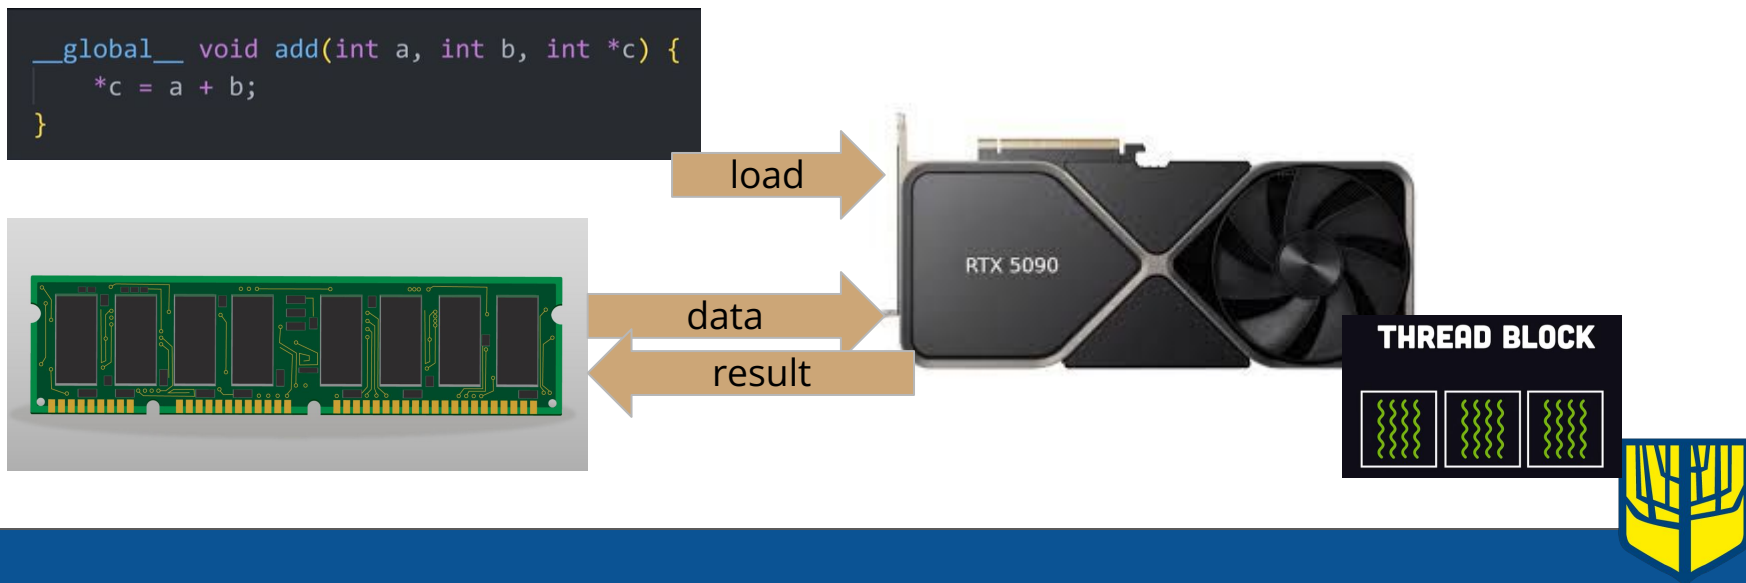 __global__ void add(int a, int b, int *c) {
*c = a + b;
}
load
data
result
RTX 5090
THREAD BLOCK